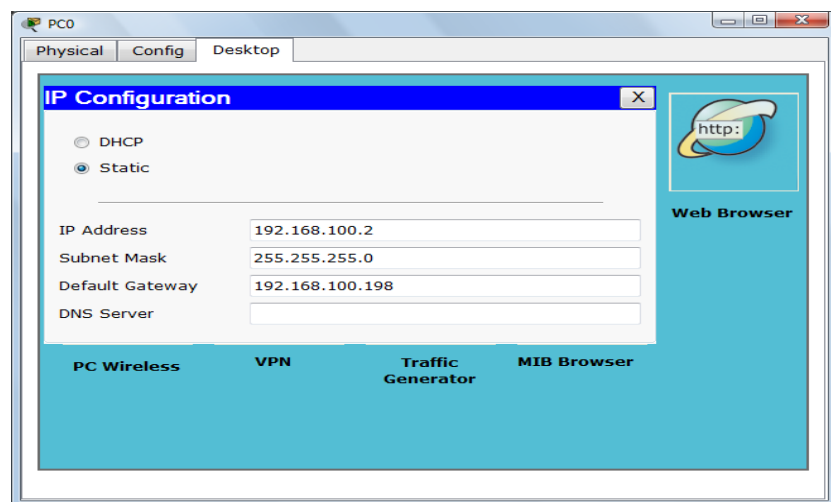 PC0
Physical Config Desktop
IP Configuration X
DHCP
Static
IP Address 192.168.100.2
Subnet Mask 255.255.255.0
Default Gateway 192.168.100.198
DNS Server
http:
Web Browser
PC Wireless VPN Traffic Generator MIB Browser